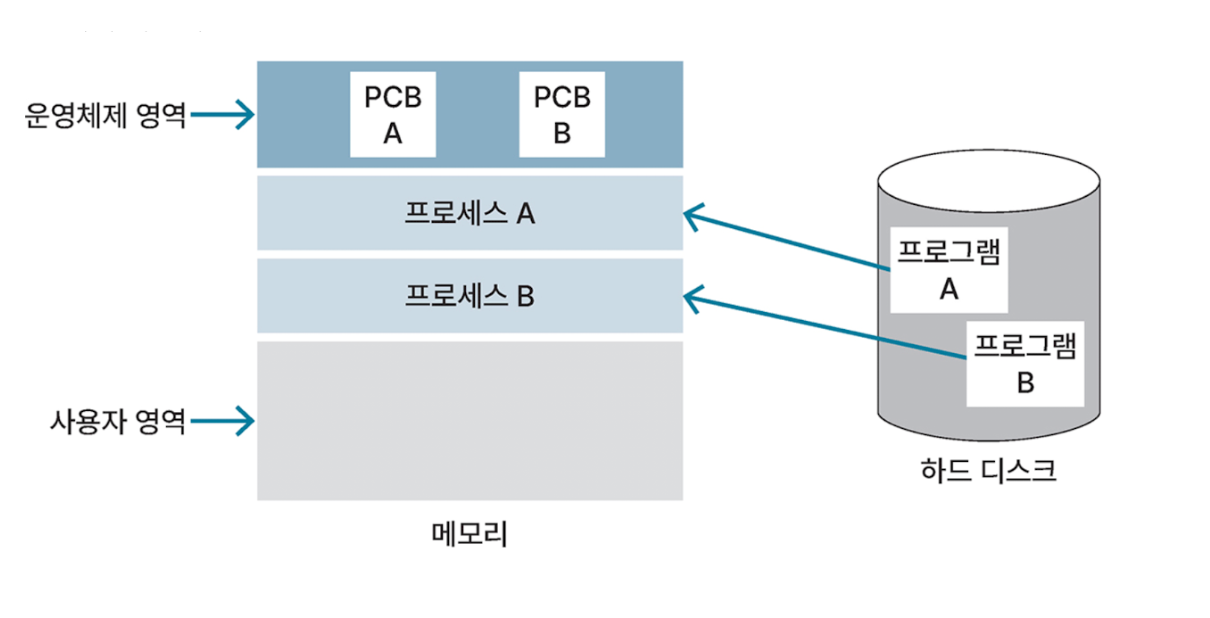 운영체제 영역
PCB
A
PCB
B
프로세스 A
프로세스 B
사용자 영역
메모리
프로그램
A
프로그램
B
하드 디스크